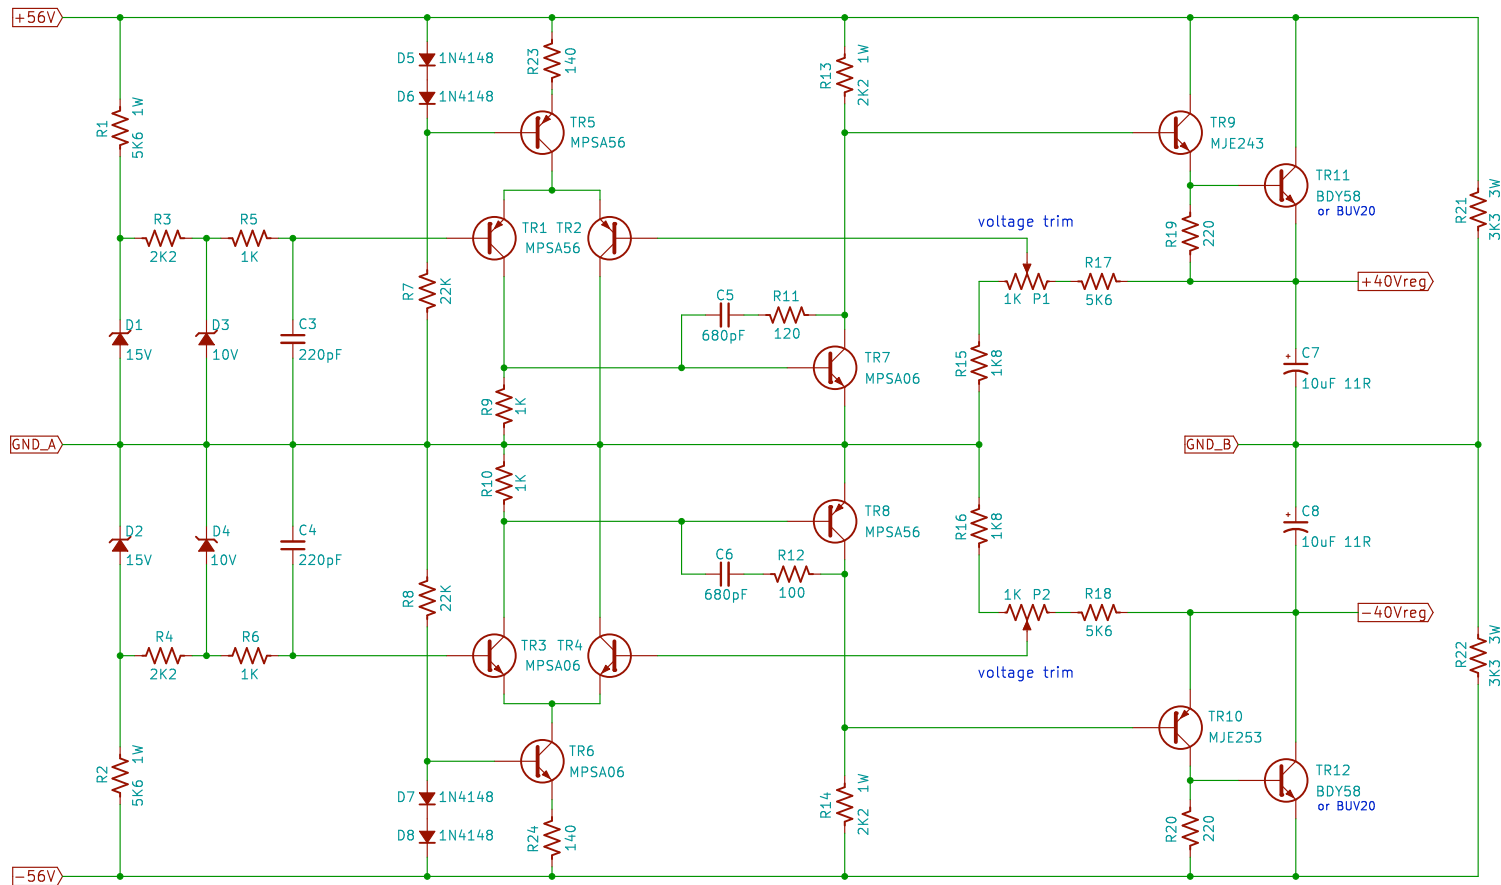 +56V
D5 1N4148
R23
140
R13
2K2 1W
D6 1N4148
R1
5K6 1W
TR5
MPSA56
TR9
MJE243
TR11
BDY58
or BUV20
R21
3K3 3W
R3
2K2
R5
1K
TR1 TR2
MPSA56
voltage trim
R19
220
R7
22K
1K P1
R17
5K6
+40Vreg
D1
15V
D3
10V
C3
220pF
C5
680pF
R11
120
R15
1K8
C7
+
10uF 11R
TR7
MPSA06
R9
1K
GND_A
GND_B
R10
1K
D2
15V
D4
10V
C4
220pF
TR8
MPSA56
R16
1K8
C8
+
10uF 11R
C6
680pF
R12
100
R8
22K
1K P2
R18
5K6
-40Vreg
R4
2K2
R6
1K
TR3 TR4
MPSA06
voltage trim
R22
3K3 3W
R2
5K6 1W
TR6
MPSA06
TR10
MJE253
TR12
BDY58
or BUV20
D7 1N4148
R14
2K2 1W
D8 1N4148
R24
140
R20
220
-56V